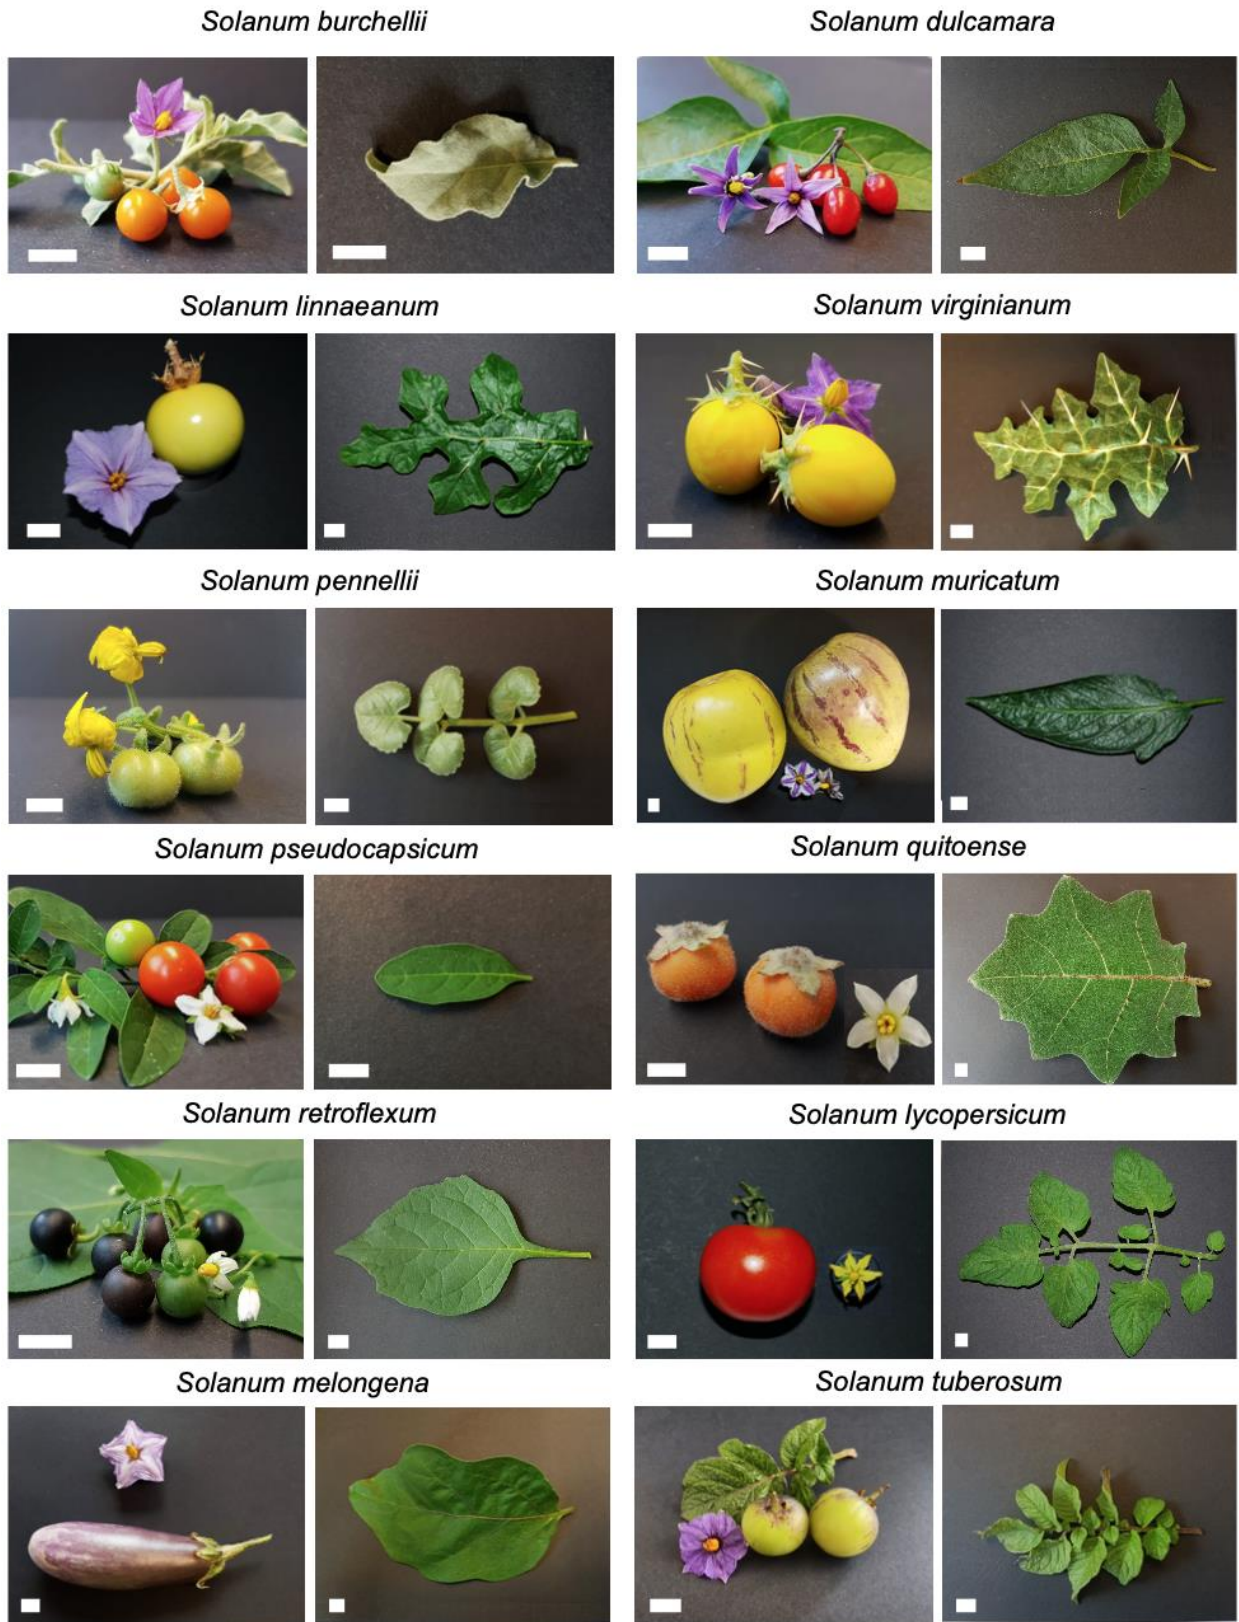 Solanum burchellii
Solanum dulcamara
Solanum linnaeanum
Solanum virginianum
Solanum pennellii
Solanum muricatum
Solanum pseudocapsicum
Solanum quitoense
Solanum retroflexum
Solanum lycopersicum
Solanum melongena
Solanum tuberosum